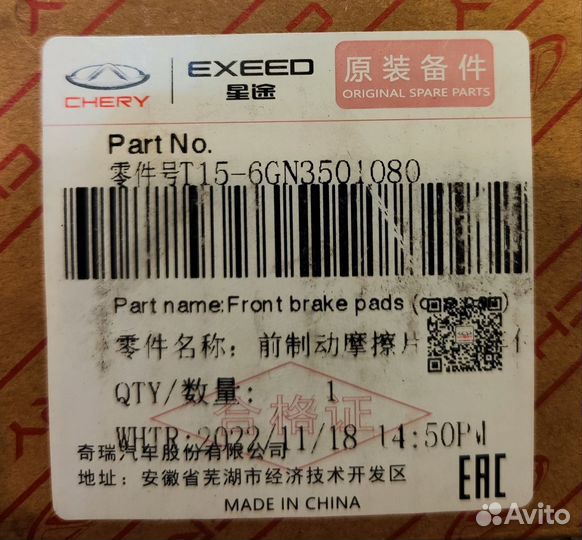 CHERY
EXEED
星途
原装备件
ORIGINAL SPARE PARTS
Part No.
零件号T15-6GN3501080
Part name:Front brake pads
零件名称: 前制动摩擦片
QTY/数量: 1
合格证
WHTR:2022/11/18 14:50PM
奇瑞汽车股份有限公司
地址: 安徽省芜湖市经济技术开发区
MADE IN CHINA
EAC
Avito